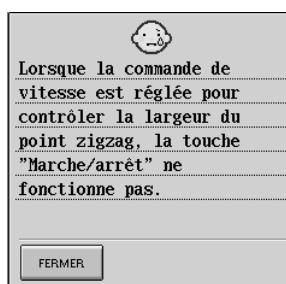 Lorsque la commande de
vitesse est réglée pour
contrôler la largeur du
point zigzag, la touche
"Marche/arrêt" ne
fonctionne pas.
FERMER